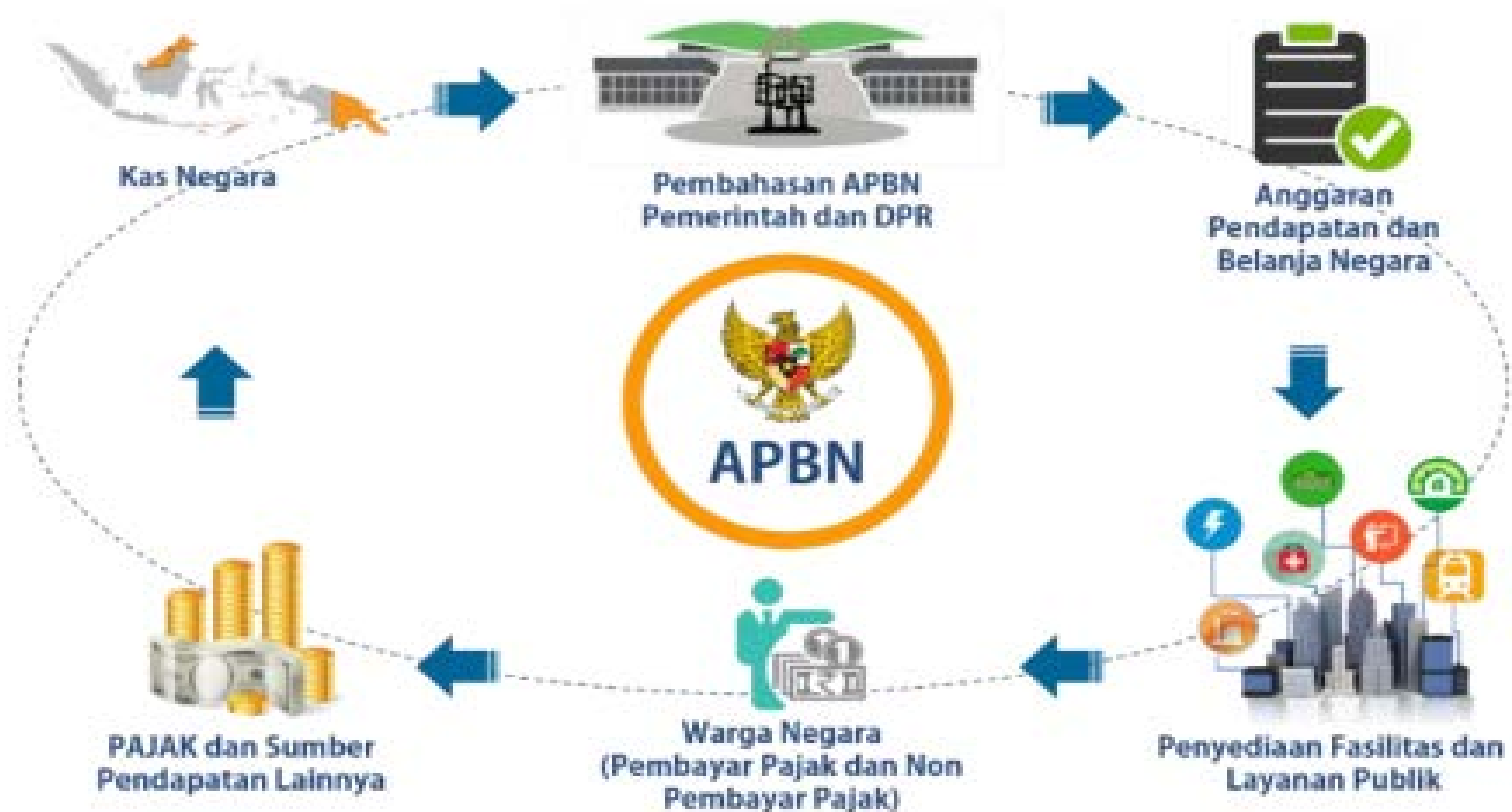 Kas Negara
Pembahasan APBN
Pemerintah dan DPR
Anggaran
Pendapatan dan
Belanja Negara
APBN
PAJAK dan Sumber
Pendapatan Lainnya
Warga Negara
(Pembayar Pajak dan Non
Pembayar Pajak)
Penyediaan Fasilitas dan
Layanan Publik